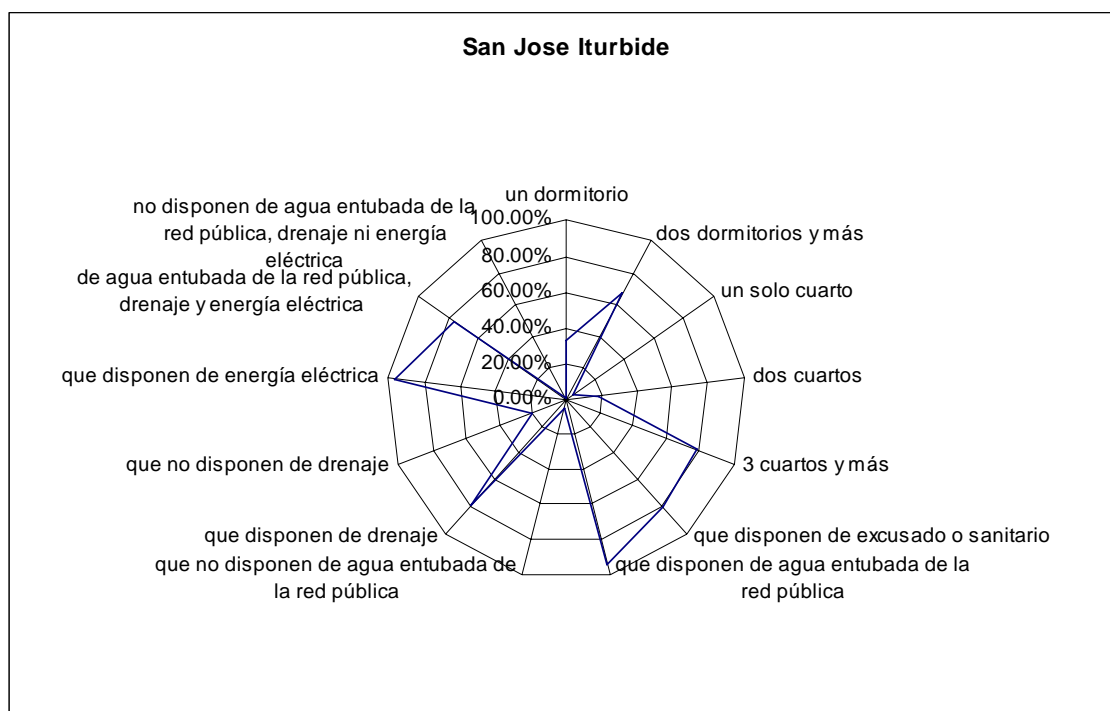 San Jose Iturbide
un dormitorio
dos dormitorios y más
un solo cuarto
dos cuartos
3 cuartos y más
que disponen de excusado o sanitario
que disponen de agua entubada de la
red pública
que no disponen de agua entubada de
la red pública
que disponen de drenaje
que no disponen de drenaje
que disponen de energía eléctrica
de agua entubada de la red pública,
drenaje y energía eléctrica
no disponen de agua entubada de la
red pública, drenaje ni energía
eléctrica
100.00%
80.00%
60.00%
40.00%
20.00%
0.00%